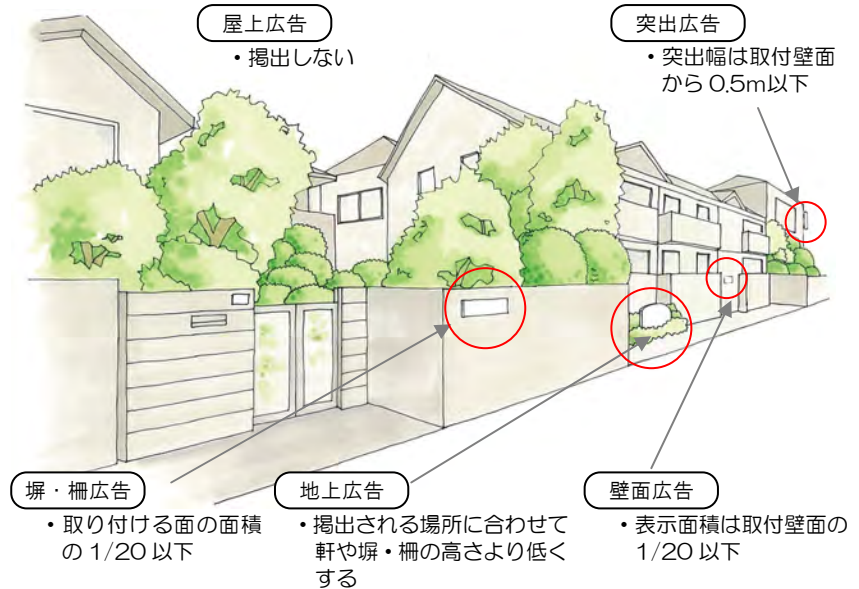 屋上広告
・掲出しない
突出広告
・突出幅は取付壁面
から 0.5m以下
塀・柵広告
・取り付ける面の面積
の 1/20 以下
地上広告
・掲出される場所に合わせて
軒や塀・柵の高さより低く
する
壁面広告
・表示面積は取付壁面の
1/20 以下